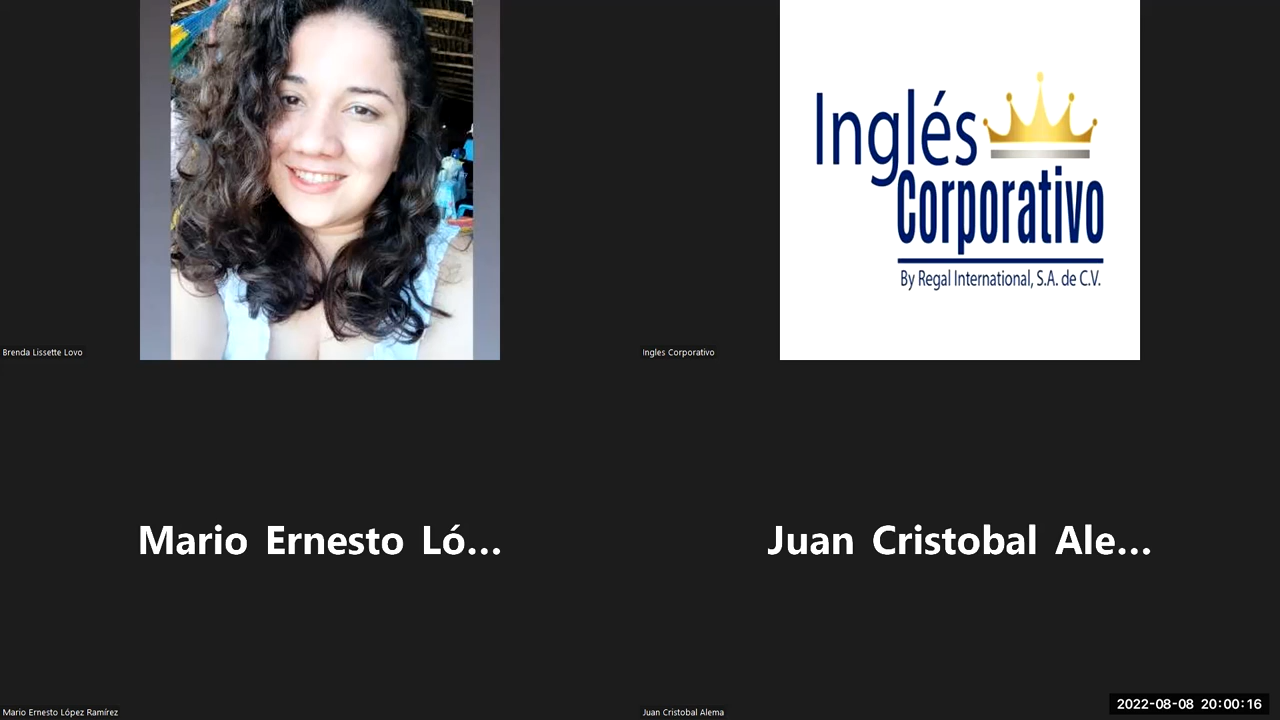 Inglés
Corporativo
By Regal International, S.A. de C.V.
Brenda Lissette Lovo
Ingles Corporativo
Mario Ernesto Ló...
Juan Cristobal Ale...
Mario Ernesto López Ramírez
Juan Cristobal Alema
2022-08-08 20:00:16